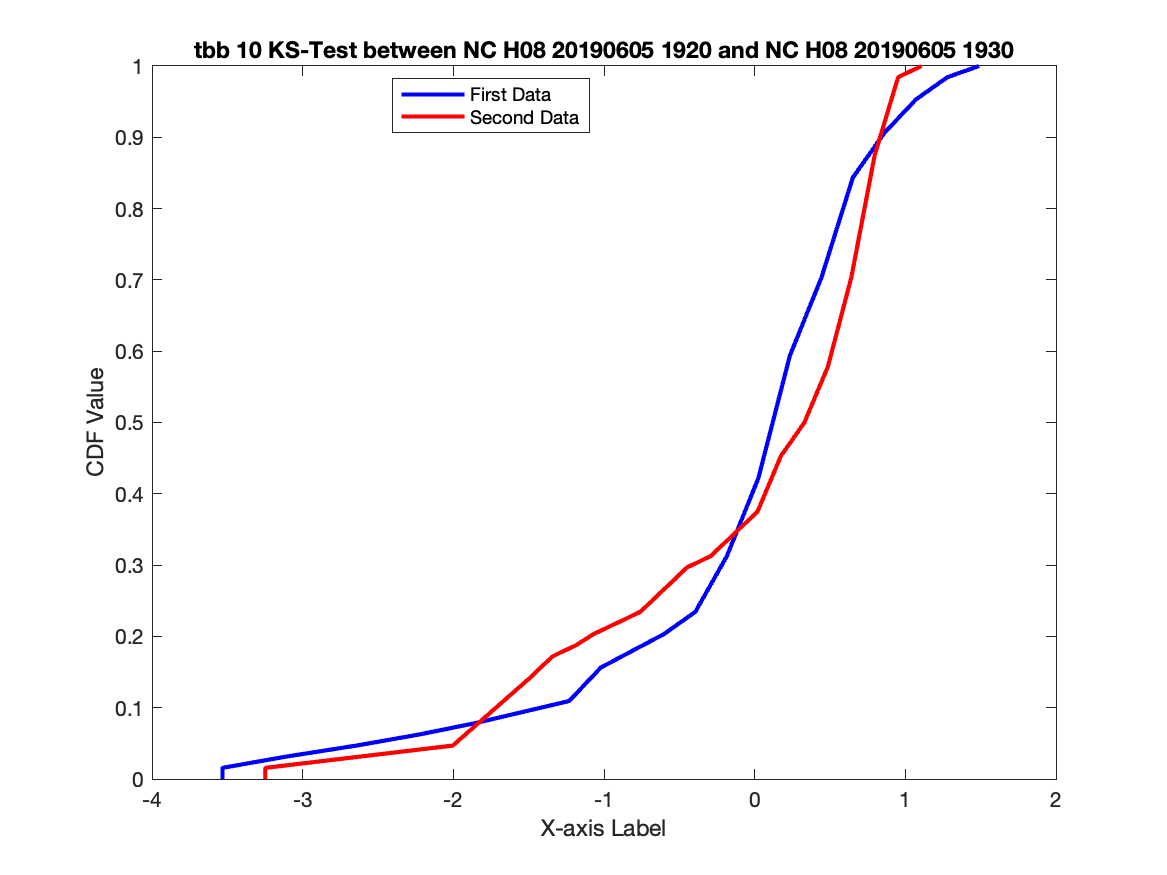 tbb 10 KS-Test between NC H08 20190605 1920 and NC H08 20190605 1930
First Data
Second Data
1
0.9
0.8
0.7
0.6
0.5
0.4
0.3
0.2
0.1
0
CDF Value
-4 -3 -2 -1 0 1 2
X-axis Label